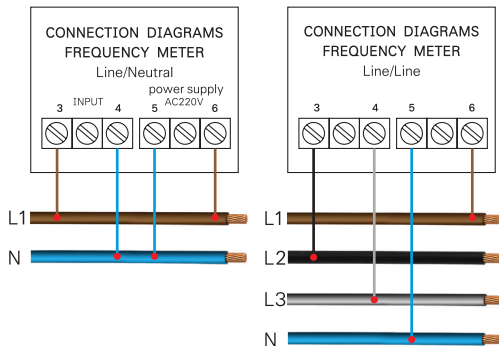 CONNECTION DIAGRAMS
FREQUENCY METER
Line/Neutral
power supply
INPUT AC220V
3 4 5 6
L1
N
CONNECTION DIAGRAMS
FREQUENCY METER
Line/Line
3 4 5 6
L1
L2
L3
N